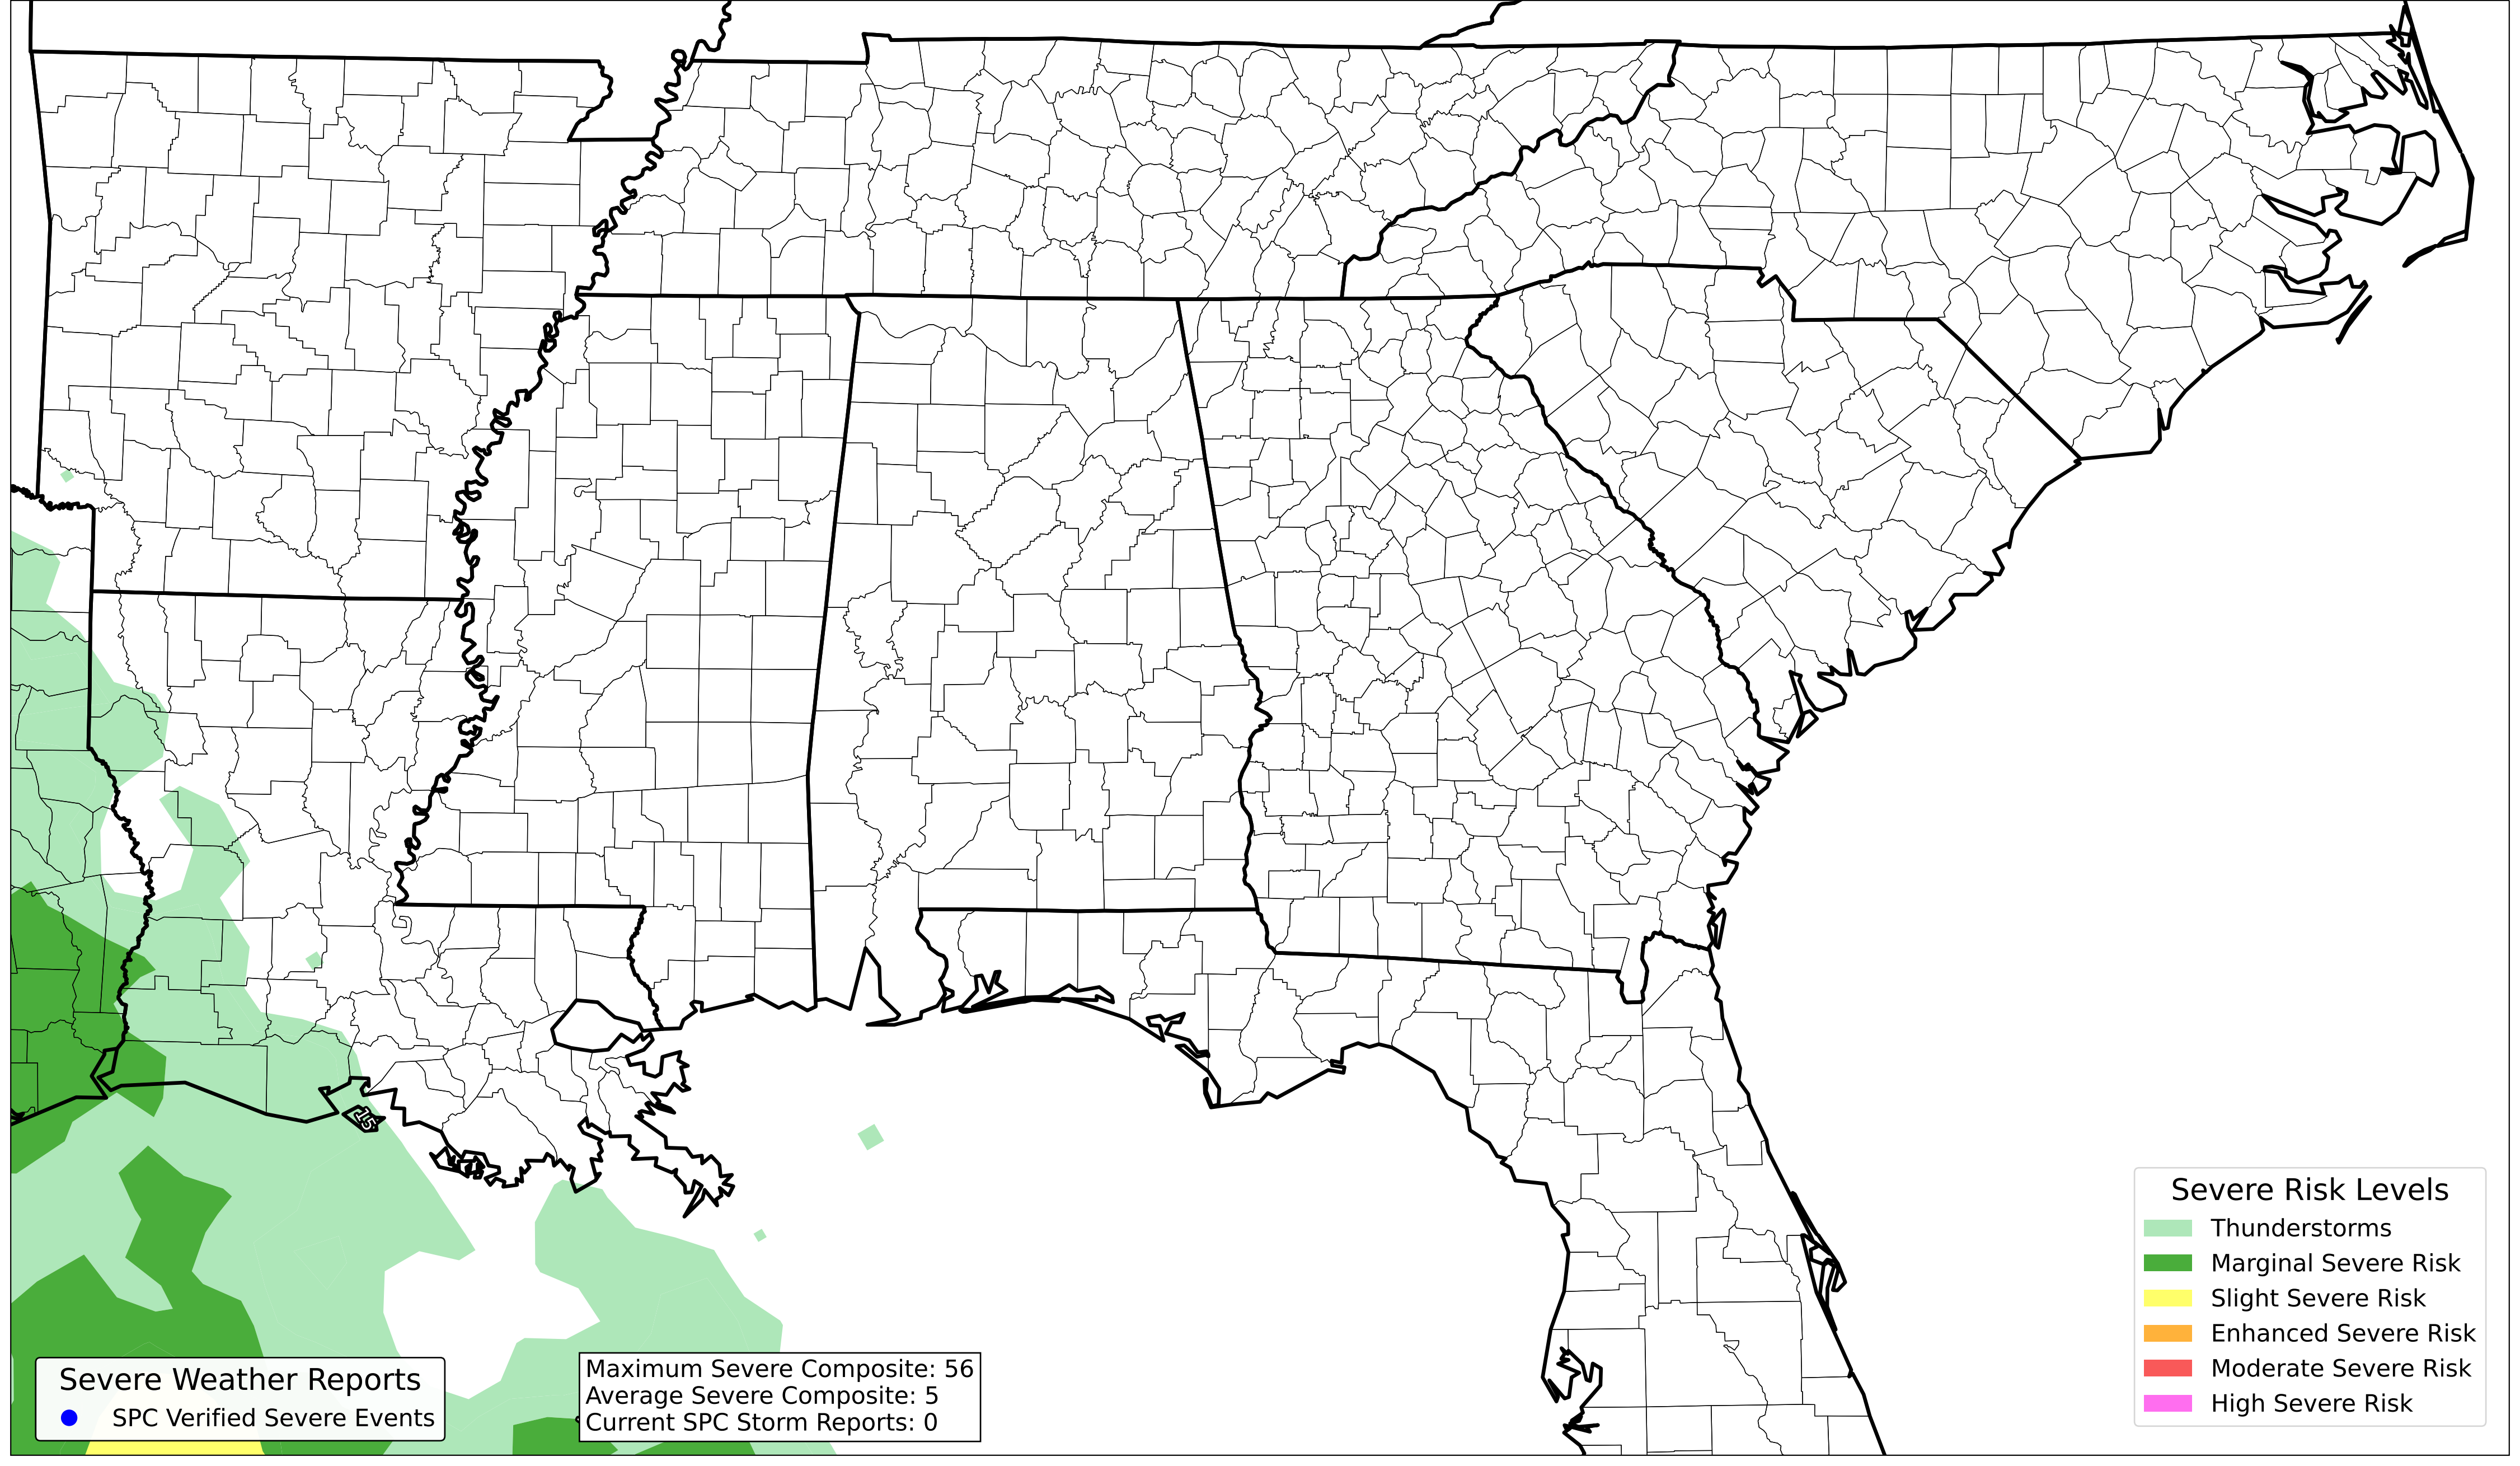 15
Severe Risk Levels
Thunderstorms
Marginal Severe Risk
Slight Severe Risk
Enhanced Severe Risk
Moderate Severe Risk
High Severe Risk
Severe Weather Reports
SPC Verified Severe Events
Maximum Severe Composite: 56
Average Severe Composite: 5
Current SPC Storm Reports: 0